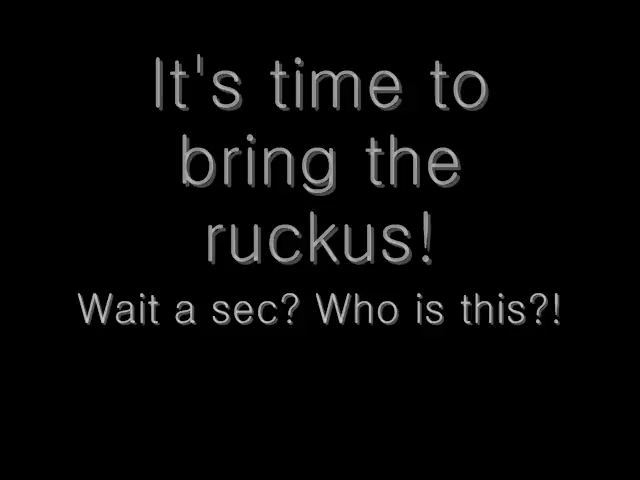 It's time to
bring the
ruckus!
Wait a sec? Who is this?!